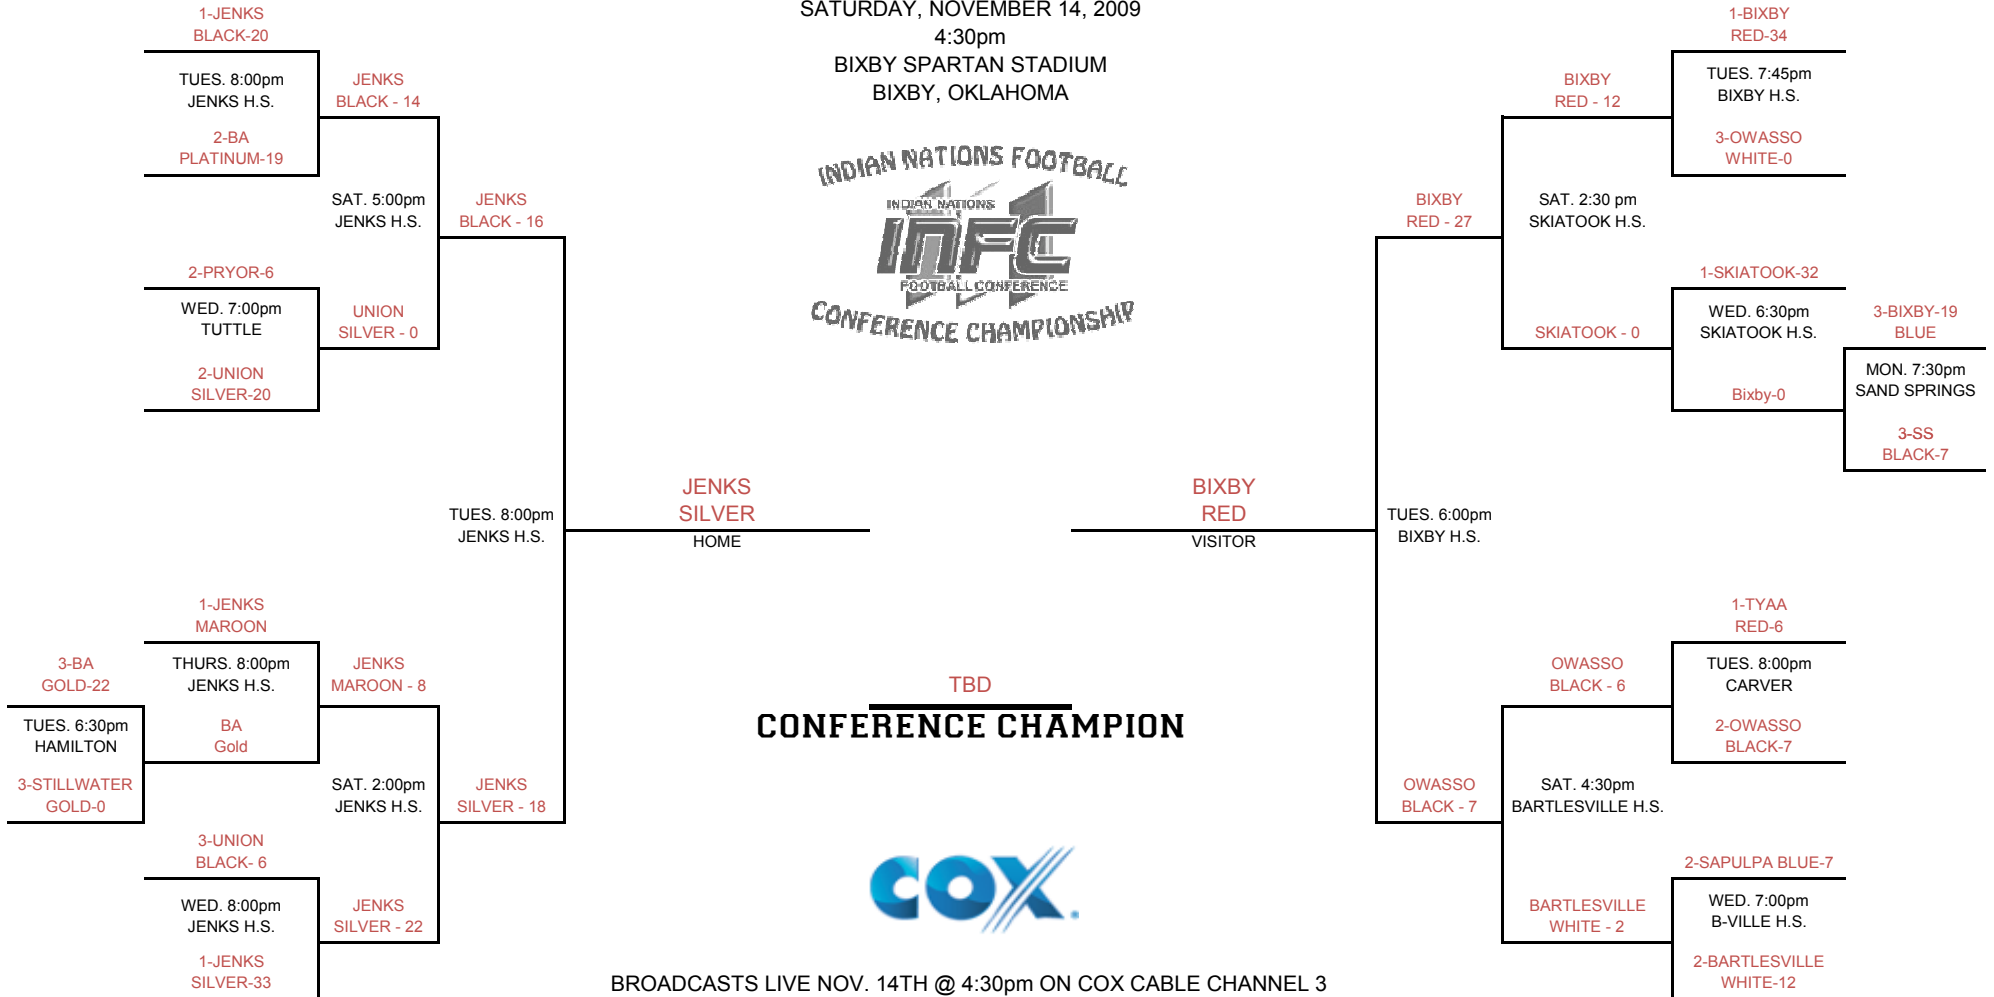 SATURDAY, NOVEMBER 14, 2009
4:30pm
BIXBY SPARTAN STADIUM
BIXBY, OKLAHOMA
INDIAN NATIONS FOOTBALL
INDIAN NATIONS
INFC
FOOTBALL CONFERENCE
CONFERENCE CHAMPIONSHIP
1-JENKS
BLACK-20
TUES. 8:00pm
JENKS H.S.
2-BA
PLATINUM-19
JENKS
BLACK - 14
SAT. 5:00pm
JENKS H.S.
2-PRYOR-6
WED. 7:00pm
TUTTLE
2-UNION
SILVER-20
UNION
SILVER - 0
JENKS
BLACK - 16
TUES. 8:00pm
JENKS H.S.
JENKS
SILVER
HOME
3-BA
GOLD-22
TUES. 6:30pm
HAMILTON
3-STILLWATER
GOLD-0
1-JENKS
MAROON
THURS. 8:00pm
JENKS H.S.
BA
Gold
JENKS
MAROON - 8
SAT. 2:00pm
JENKS H.S.
3-UNION
BLACK- 6
WED. 8:00pm
JENKS H.S.
1-JENKS
SILVER-33
JENKS
SILVER - 22
JENKS
SILVER - 18
1-BIXBY
RED-34
TUES. 7:45pm
BIXBY H.S.
3-OWASSO
WHITE-0
BIXBY
RED - 12
SAT. 2:30 pm
SKIATOOK H.S.
1-SKIATOOK-32
WED. 6:30pm
SKIATOOK H.S.
Bixby-0
3-BIXBY-19
BLUE
MON. 7:30pm
SAND SPRINGS
3-SS
BLACK-7
SKIATOOK - 0
BIXBY
RED - 27
TUES. 6:00pm
BIXBY H.S.
BIXBY
RED
VISITOR
1-TYAA
RED-6
TUES. 8:00pm
CARVER
2-OWASSO
BLACK-7
OWASSO
BLACK - 6
SAT. 4:30pm
BARTLESVILLE H.S.
2-SAPULPA BLUE-7
WED. 7:00pm
B-VILLE H.S.
2-BARTLESVILLE
WHITE-12
BARTLESVILLE
WHITE - 2
OWASSO
BLACK - 7
TBD
CONFERENCE CHAMPION
COX
BROADCASTS LIVE NOV. 14TH @ 4:30pm ON COX CABLE CHANNEL 3